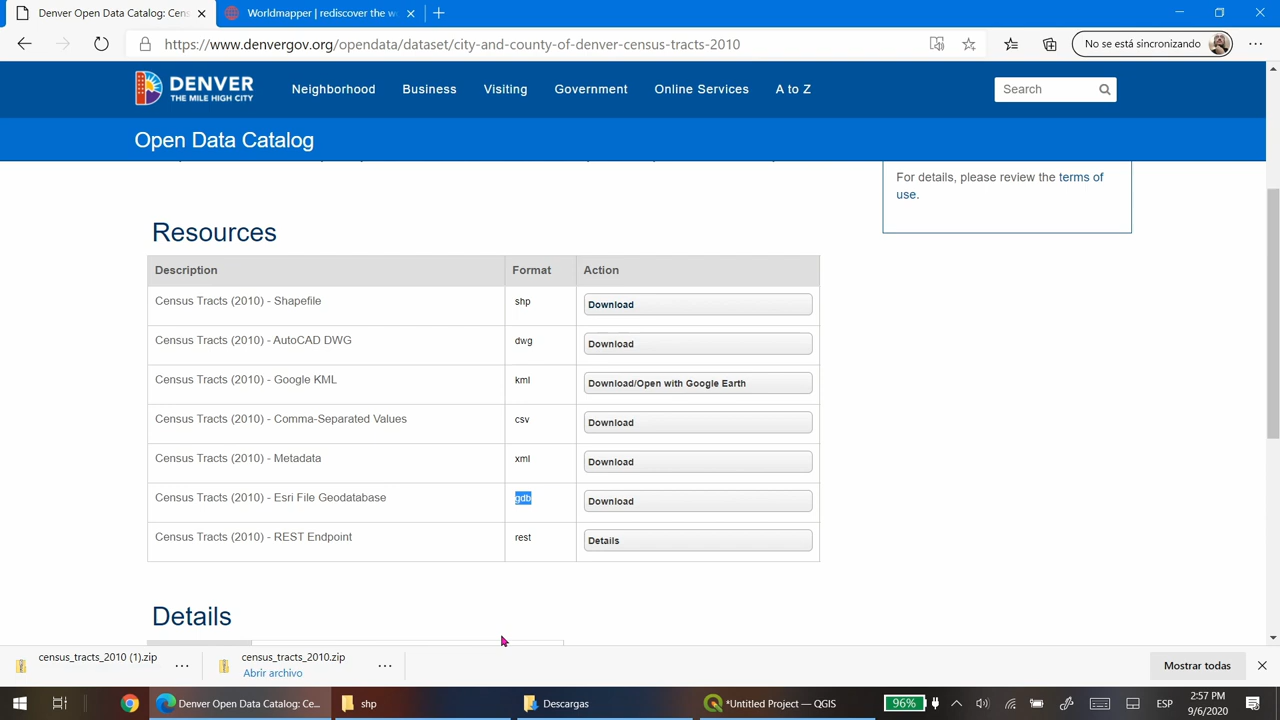 Denver Open Data Catalog: Cens
Worldmapper | rediscover the wo
https://www.denvergov.org/opendata/dataset/city-and-county-of-denver-census-tracts-2010
No se está sincronizando
DENVER
THE MILE HIGH CITY
Neighborhood
Business
Visiting
Government
Online Services
A to Z
Search
Open Data Catalog
For details, please review the terms of
use.
Resources
Description Format Action
Census Tracts (2010) - Shapefile shp Download
Census Tracts (2010) - AutoCAD DWG dwg Download
Census Tracts (2010) - Google KML kml Download/Open with Google Earth
Census Tracts (2010) - Comma-Separated Values csv Download
Census Tracts (2010) - Metadata xml Download
Census Tracts (2010) - Esri File Geodatabase gdb Download
Census Tracts (2010) - REST Endpoint rest Details
Details
census_tracts_2010 (1).zip
census_tracts_2010.zip
Abrir archivo
Mostrar todas
Denver Open Data Catalog: Ce...
shp
Descargas
*Untitled Project — QGIS
96%
ESP
2:57 PM
9/6/2020